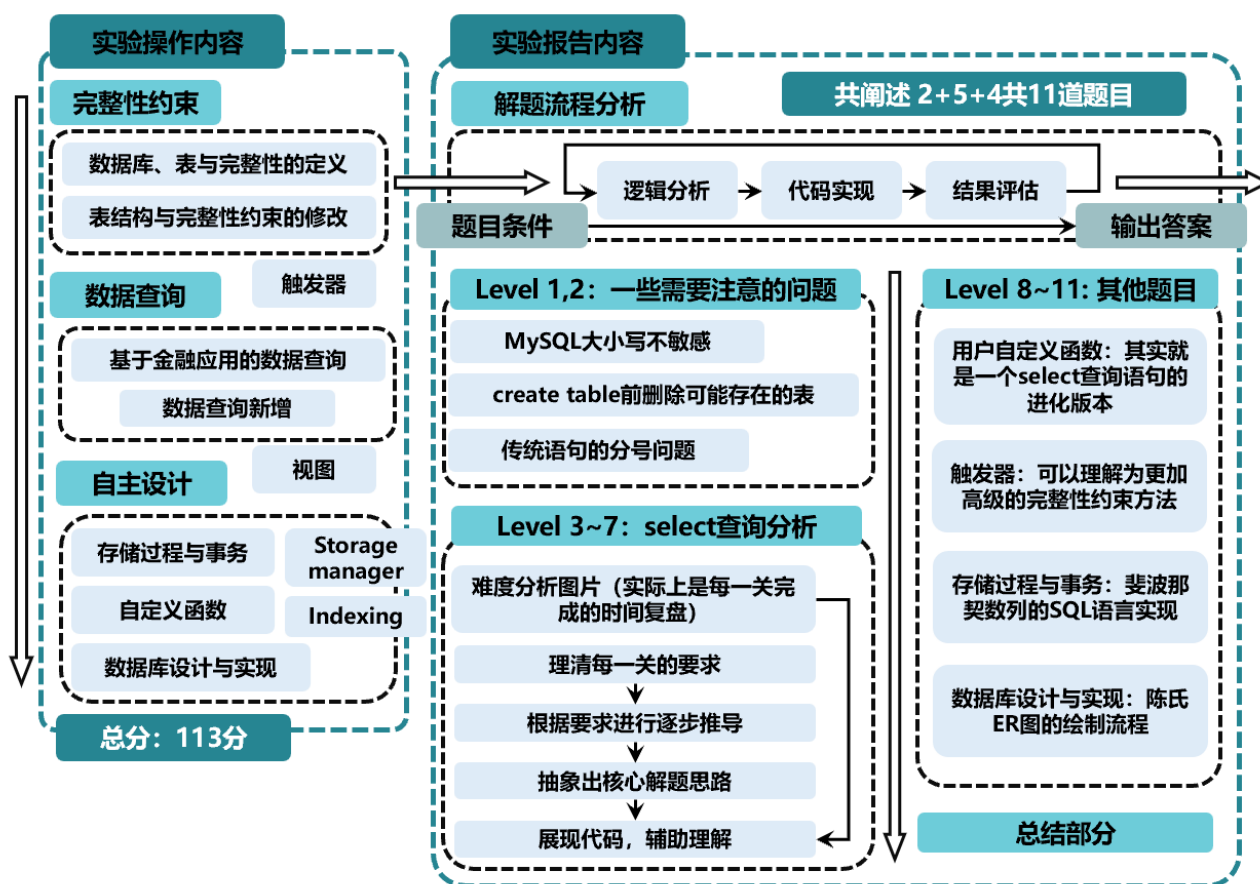 实验操作内容
完整性约束
数据库、表与完整性的定义
表结构与完整性约束的修改
数据查询
触发器
基于金融应用的数据查询
数据查询新增
自主设计
视图
存储过程与事务
Storage
manager
自定义函数
Indexing
数据库设计与实现
总分：113分
实验报告内容
解题流程分析
共阐述 2+5+4共11道题目
逻辑分析
代码实现
结果评估
题目条件
输出答案
Level 1,2：一些需要注意的问题
MySQL大小写不敏感
create table前删除可能存在的表
传统语句的分号问题
Level 3~7：select查询分析
难度分析图片（实际上是每一关完
成的时间复盘）
理清每一关的要求
根据要求进行逐步推导
抽象出核心解题思路
展现代码，辅助理解
Level 8~11: 其他题目
用户自定义函数：其实就
是一个select查询语句的
进化版本
触发器：可以理解为更加
高级的完整性约束方法
存储过程与事务：斐波那
契数列的SQL语言实现
数据库设计与实现：陈氏
ER图的绘制流程
总结部分